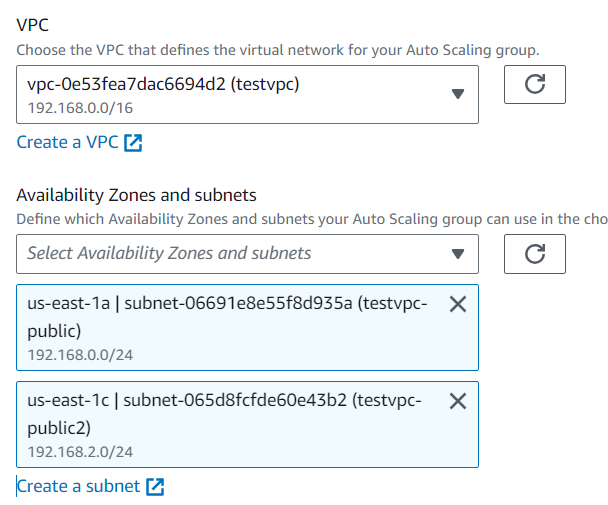 VPC
Choose the VPC that defines the virtual network for your Auto Scaling group.
vpc-0e53fea7dac6694d2 (testvpc)
192.168.0.0/16
Create a VPC
Availability Zones and subnets
Define which Availability Zones and subnets your Auto Scaling group can use in the cho
Select Availability Zones and subnets
us-east-1a | subnet-06691e8e55f8d935a (testvpc-
public)
192.168.0.0/24
us-east-1c | subnet-065d8fcfde60e43b2 (testvpc-
public2)
192.168.2.0/24
Create a subnet